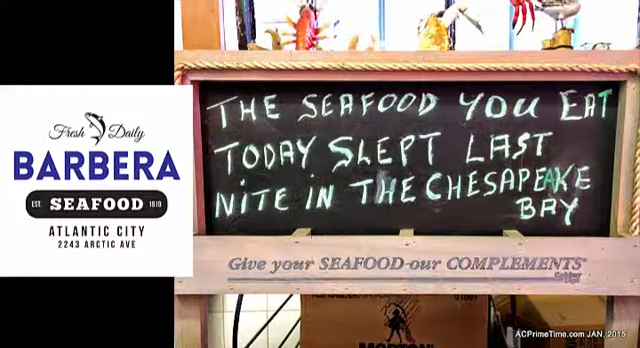 Fresh Daily
BARBERA
EST. SEAFOOD 1919
ATLANTIC CITY
2243 ARCTIC AVE
THE SEAFOOD YOU EAT
TODAY SLEPT LAST
NITE IN THE CHESAPEAKE
BAY
Give your SEAFOOD our COMPLEMENTS
MORTON
ACPrimeTime.com JAN, 2015